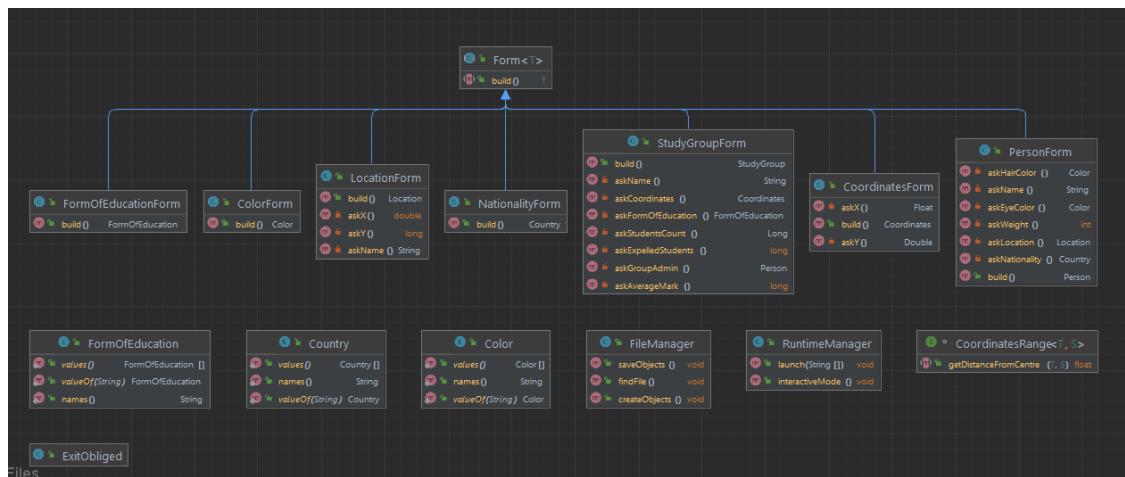 Form<T>
build() T
FormOfEducationForm
build() FormOfEducation
ColorForm
build() Color
LocationForm
build() Location
askX() double
askY() long
askName () String
NationalityForm
build() Country
StudyGroupForm
build() StudyGroup
askName () String
askCoordinates () Coordinates
askFormOfEducation () FormOfEducation
askStudentsCount () Long
askExpelledStudents () long
askGroupAdmin () Person
askAverageMark () long
CoordinatesForm
askX() Float
build() Coordinates
askY() Double
PersonForm
askHairColor () Color
askName () String
askEyeColor () Color
askWeight () int
askLocation () Location
askNationality () Country
build() Person
FormOfEducation
values() FormOfEducation []
valueOf(String) FormOfEducation
names() String
Country
values() Country []
names() String
valueOf(String) Country
Color
values() Color []
names() String
valueOf(String) Color
FileManager
saveObjects () void
findFile() void
createObjects () void
RuntimeManager
launch(String []) void
interactiveMode () void
CoordinatesRange<T, S>
getDistanceFromCentre (T, S) float
ExitObliged
Files